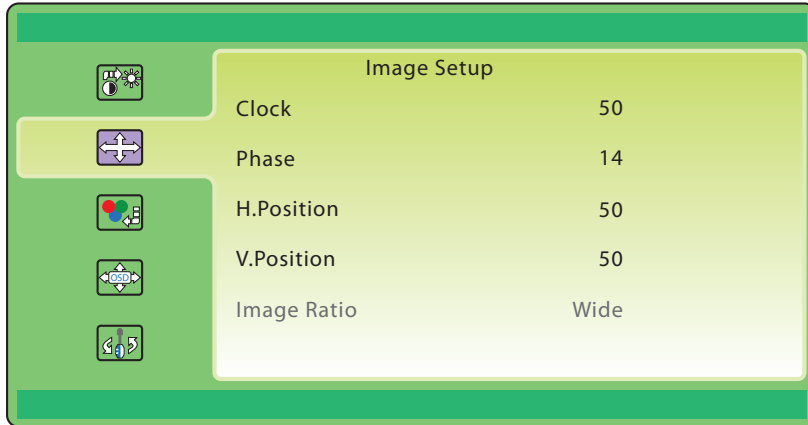 Image Setup
Clock 50
Phase 14
H.Position 50
V.Position 50
OSD
Image Ratio Wide